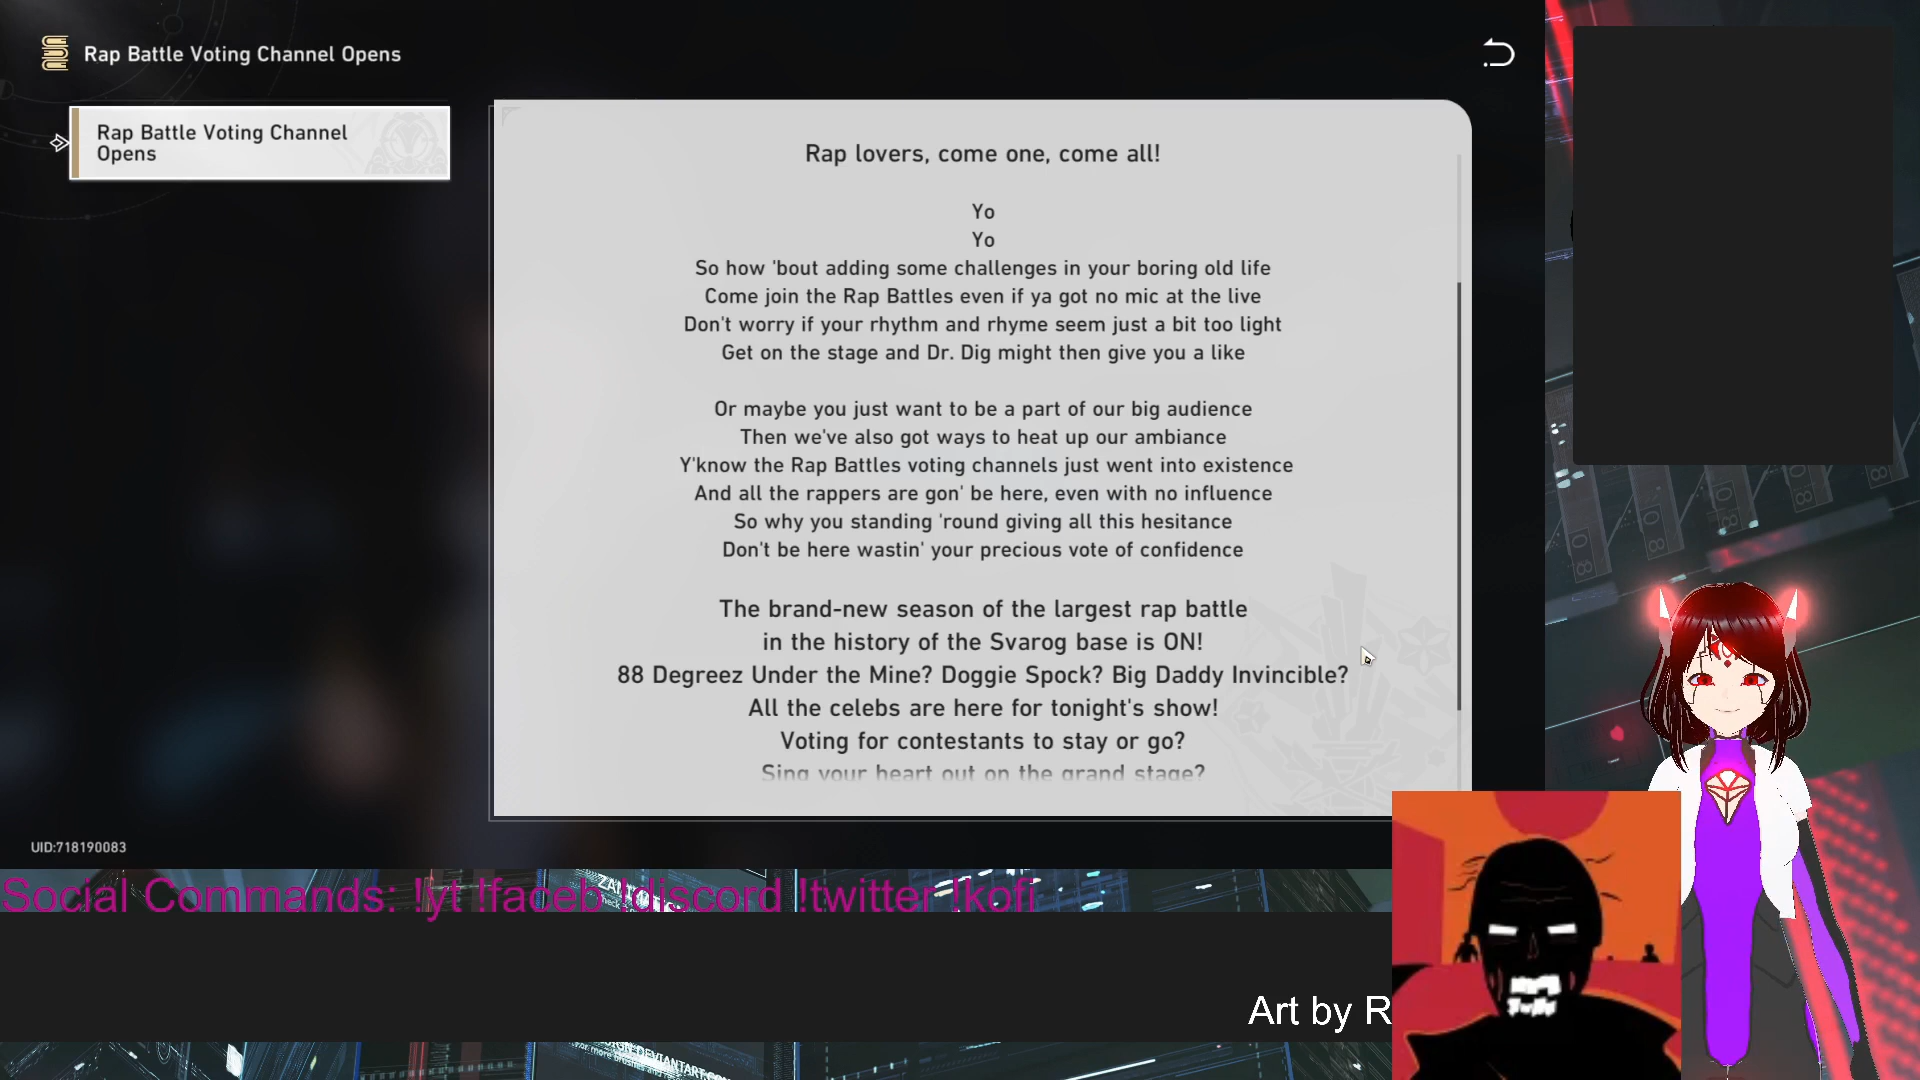 Rap Battle Voting Channel Opens
Rap Battle Voting Channel
Opens
Rap lovers, come one, come all!
Yo
Yo
So how 'bout adding some challenges in your boring old life
Come join the Rap Battles even if ya got no mic at the live
Don't worry if your rhythm and rhyme seem just a bit too light
Get on the stage and Dr. Dig might then give you a like
Or maybe you just want to be a part of our big audience
Then we've also got ways to heat up our ambiance
Y'know the Rap Battles voting channels just went into existence
And all the rappers are gon' be here, even with no influence
So why you standing 'round giving all this hesitance
Don't be here wastin' your precious vote of confidence
The brand-new season of the largest rap battle
in the history of the Svarog base is ON!
88 Degreez Under the Mine? Doggie Spock? Big Daddy Invincible?
All the celebs are here for tonight's show!
Voting for contestants to stay or go?
Sing your heart out on the grand stage?
UID:718190083
Social Commands: !yt !faceb !discord !twitter !kofi
Art by R